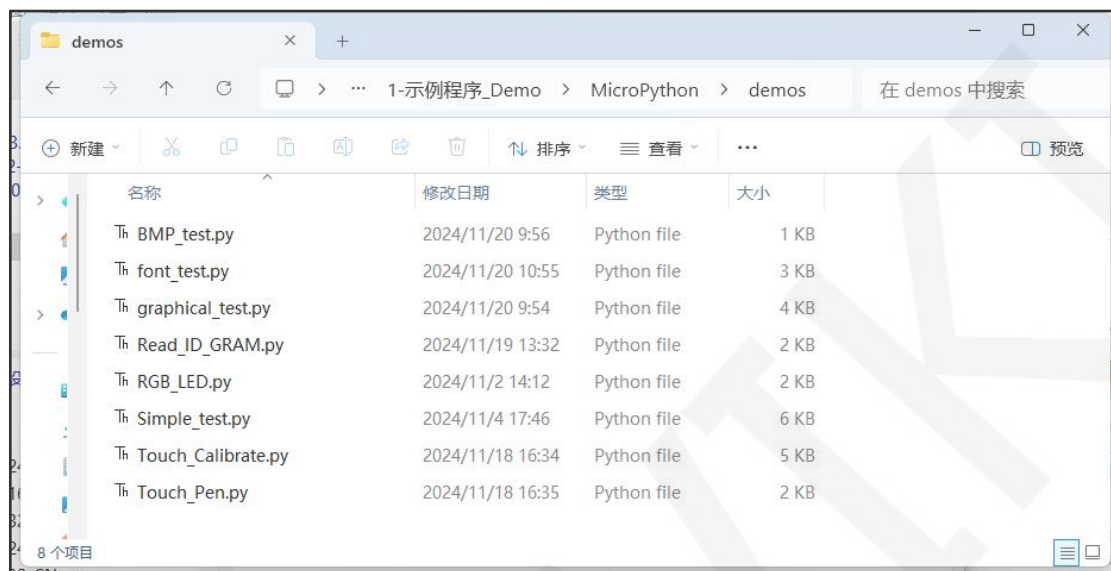 demos
1-示例程序_Demo > MicroPython > demos 在 demos 中搜索
新建 排序 查看 ... 预览
名称 修改日期 类型 大小
BMP_test.py 2024/11/20 9:56 Python file 1 KB
font_test.py 2024/11/20 10:55 Python file 3 KB
graphical_test.py 2024/11/20 9:54 Python file 4 KB
Read_ID_GRAM.py 2024/11/19 13:32 Python file 2 KB
RGB_LED.py 2024/11/2 14:12 Python file 2 KB
Simple_test.py 2024/11/4 17:46 Python file 6 KB
Touch_Calibrate.py 2024/11/18 16:34 Python file 5 KB
Touch_Pen.py 2024/11/18 16:35 Python file 2 KB
8 个项目